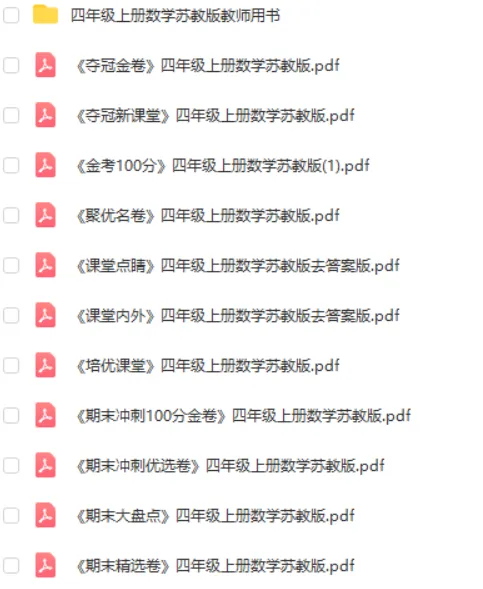 四年级上册数学苏教版教师用书
《夺冠金卷》四年级上册数学苏教版.pdf
《夺冠新课堂》四年级上册数学苏教版.pdf
《金考100分》四年级上册数学苏教版(1).pdf
《聚优名卷》四年级上册数学苏教版.pdf
《课堂点睛》四年级上册数学苏教版去答案版.pdf
《课堂内外》四年级上册数学苏教版去答案版.pdf
《培优课堂》四年级上册数学苏教版.pdf
《期末冲刺100分金卷》四年级上册数学苏教版.pdf
《期末冲刺优选卷》四年级上册数学苏教版.pdf
《期末大盘点》四年级上册数学苏教版.pdf
《期末精选卷》四年级上册数学苏教版.pdf